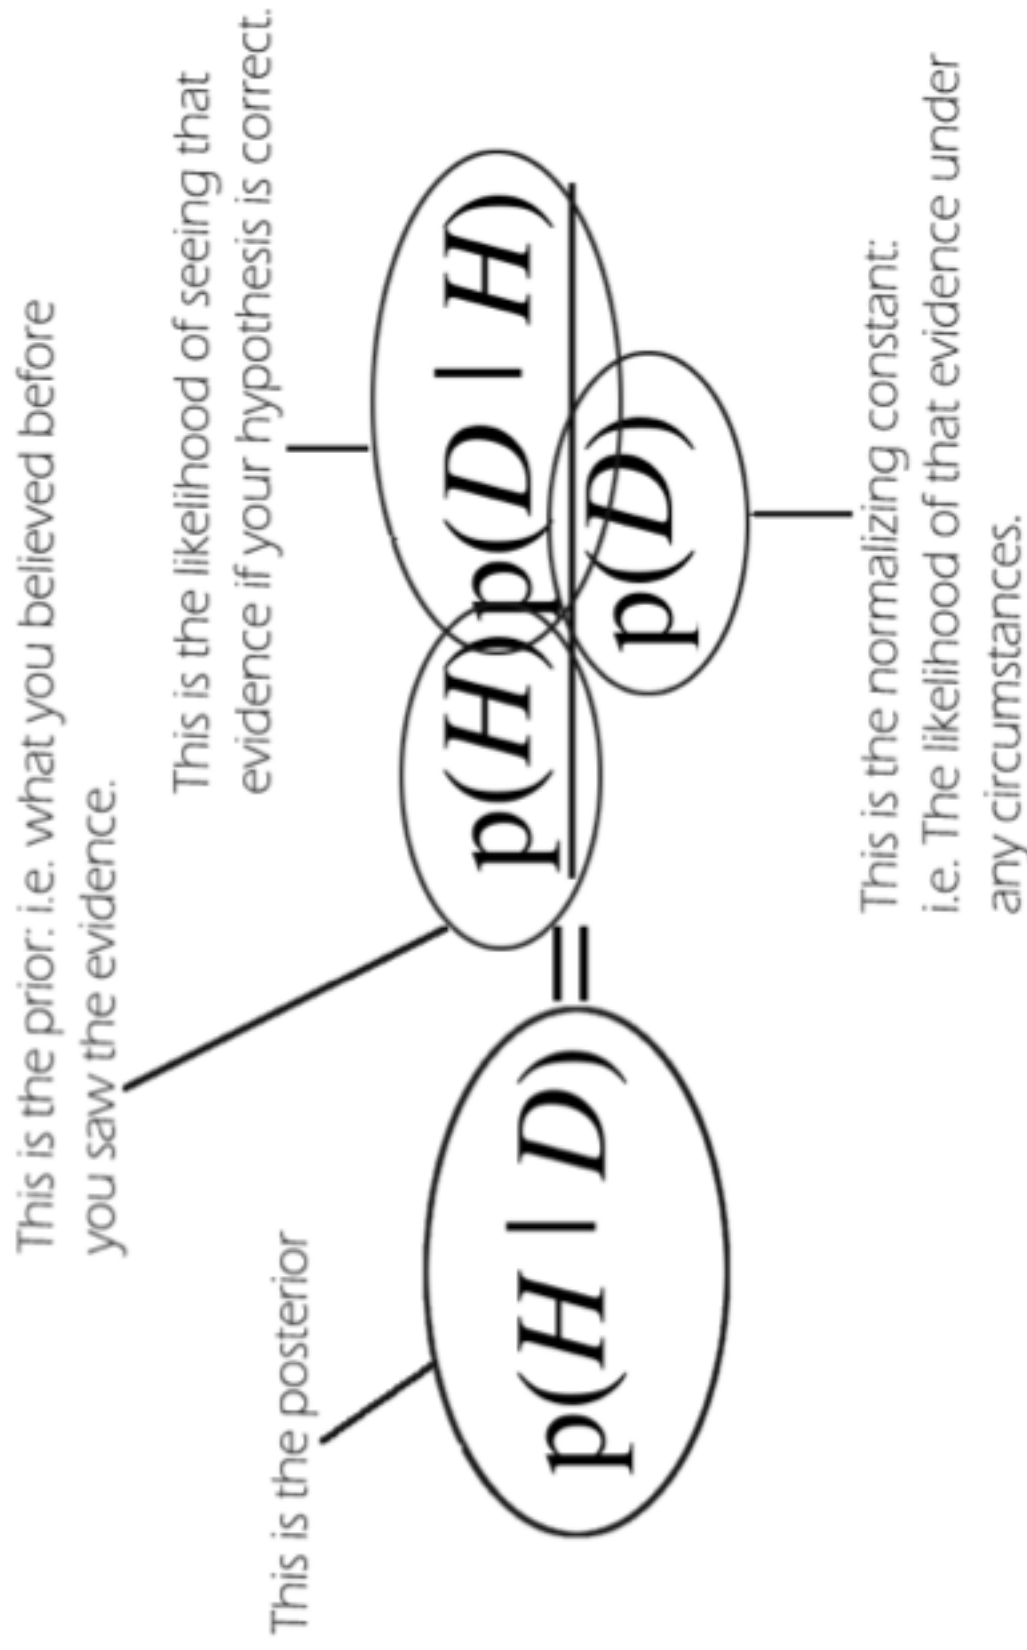 This is the prior: i.e. what you believed before
you saw the evidence.
This is the likelihood of seeing that
evidence if your hypothesis is correct.
This is the posterior
p(H | D) = p(H)p(D | H)
p(D)
This is the normalizing constant:
i.e. The likelihood of that evidence under
any circumstances.